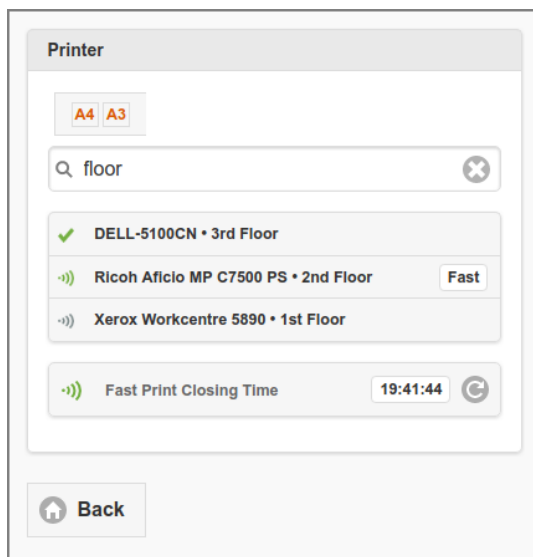 Printer
A4 A3
floor
DELL-5100CN • 3rd Floor
Ricoh Aficio MP C7500 PS • 2nd Floor Fast
Xerox Workcentre 5890 • 1st Floor
Fast Print Closing Time 19:41:44
Back